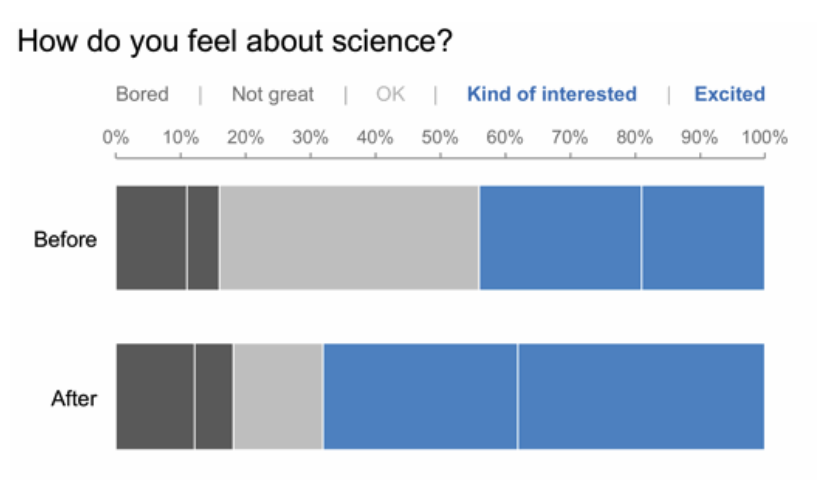 How do you feel about science?
Bored | Not great | OK | Kind of interested | Excited
0% 10% 20% 30% 40% 50% 60% 70% 80% 90% 100%
Before
After